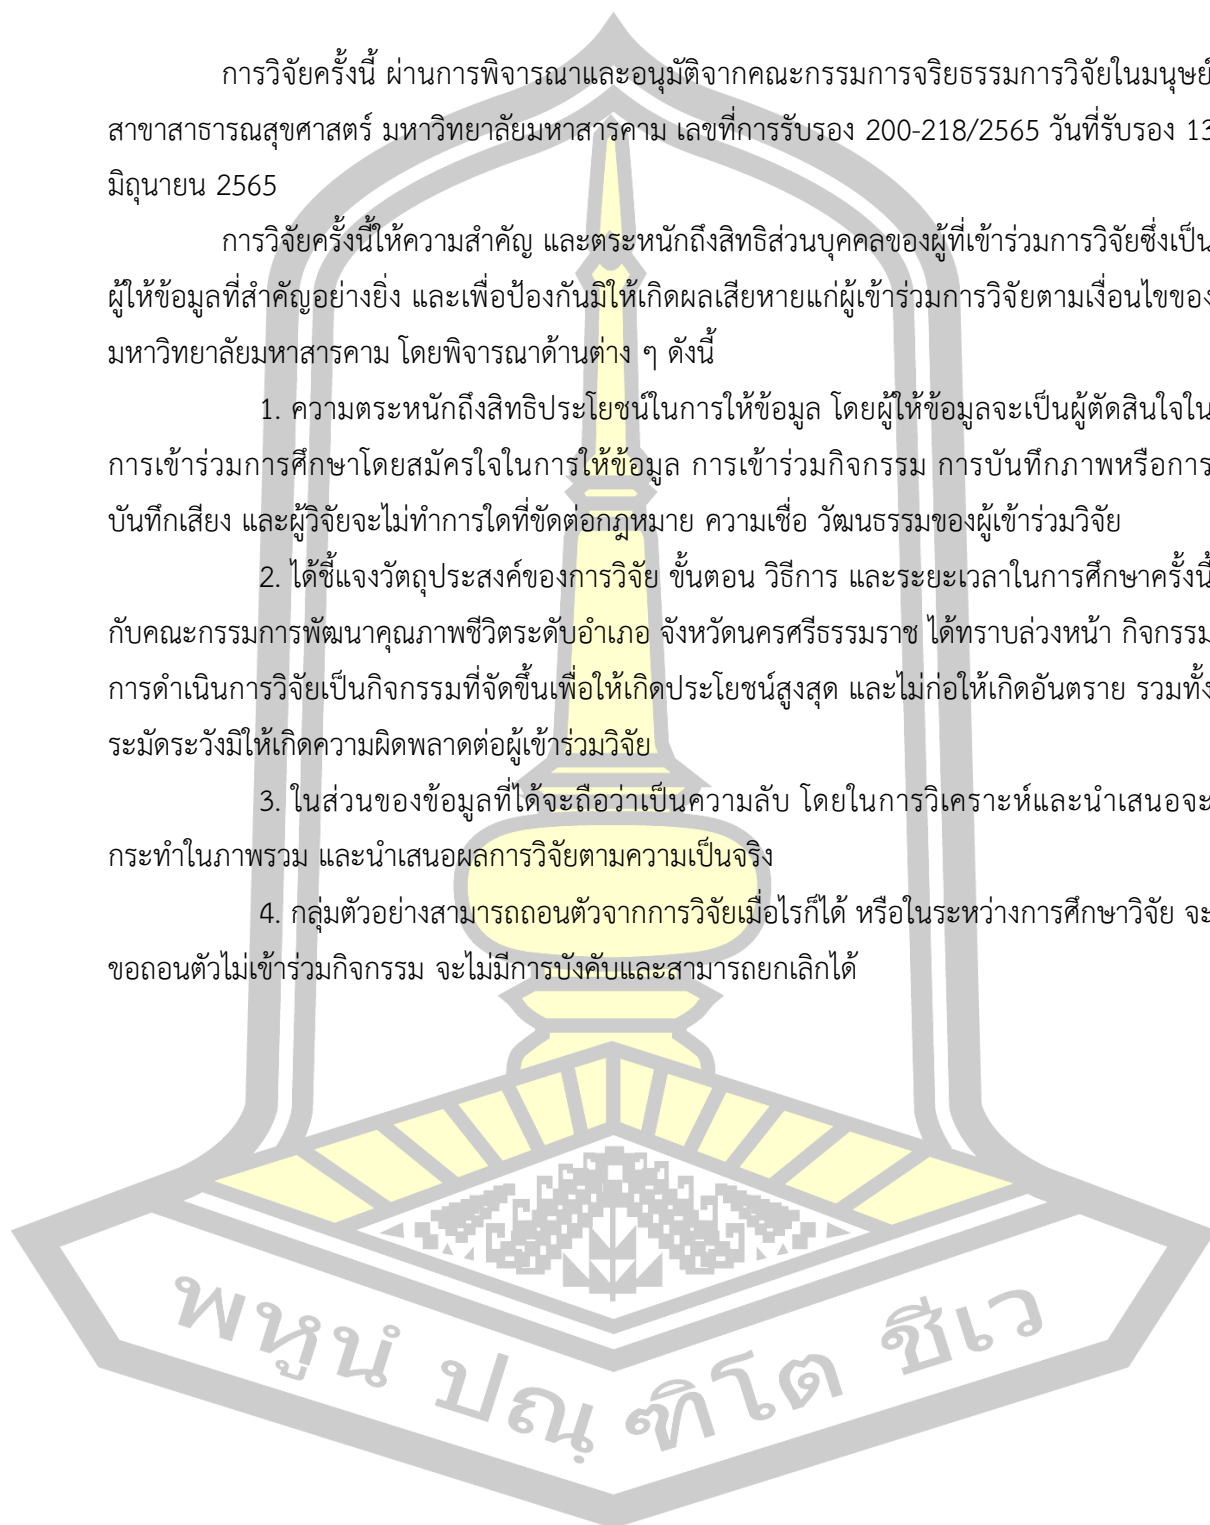 การวิจัยครั้งนี้ ผ่านการพิจารณาและอนุมัติจากคณะกรรมการจริยธรรมการวิจัยในมนุษย์
สาขาสาธารณสุขศาสตร์ มหาวิทยาลัยมหาสารคาม เลขที่การรับรอง 200-218/2565 วันที่รับรอง 13
มิถุนายน 2565
การวิจัยครั้งนี้ให้ความสำคัญ และตระหนักถึงสิทธิส่วนบุคคลของผู้ที่เข้าร่วมการวิจัยซึ่งเป็น
ผู้ให้ข้อมูลที่สำคัญอย่างยิ่ง และเพื่อป้องกันมิให้เกิดผลเสียหายแก่ผู้เข้าร่วมการวิจัยตามเงื่อนไขของ
มหาวิทยาลัยมหาสารคาม โดยพิจารณาด้านต่าง ๆ ดังนี้
1. ความตระหนักถึงสิทธิประโยชน์ในการให้ข้อมูล โดยผู้ให้ข้อมูลจะเป็นผู้ตัดสินใจใน
การเข้าร่วมการศึกษาโดยสมัครใจในการให้ข้อมูล การเข้าร่วมกิจกรรม การบันทึกภาพหรือการ
บันทึกเสียง และผู้วิจัยจะไม่ทำการใดที่ขัดต่อกฎหมาย ความเชื่อ วัฒนธรรมของผู้เข้าร่วมวิจัย
2. ได้ชี้แจงวัตถุประสงค์ของการวิจัย ขั้นตอน วิธีการ และระยะเวลาในการศึกษาครั้งนี้
กับคณะกรรมการพัฒนาคุณภาพชีวิตระดับอำเภอ จังหวัดนครศรีธรรมราช ได้ทราบล่วงหน้า กิจกรรม
การดำเนินการวิจัยเป็นกิจกรรมที่จัดขึ้นเพื่อให้เกิดประโยชน์สูงสุด และไม่ก่อให้เกิดอันตราย รวมทั้ง
ระมัดระวังมิให้เกิดความผิดพลาดต่อผู้เข้าร่วมวิจัย
3. ในส่วนของข้อมูลที่ได้จะถือว่าเป็นความลับ โดยในการวิเคราะห์และนำเสนอจะ
กระทำในภาพรวม และนำเสนอผลการวิจัยตามความเป็นจริง
4. กลุ่มตัวอย่างสามารถถอนตัวจากการวิจัยเมื่อไรก็ได้ หรือในระหว่างการศึกษาวิจัย จะ
ขอถอนตัวไม่เข้าร่วมกิจกรรม จะไม่มีการบังคับและสามารถยกเลิกได้
พหูนํ ปณฺ ฑิโต ชีเว